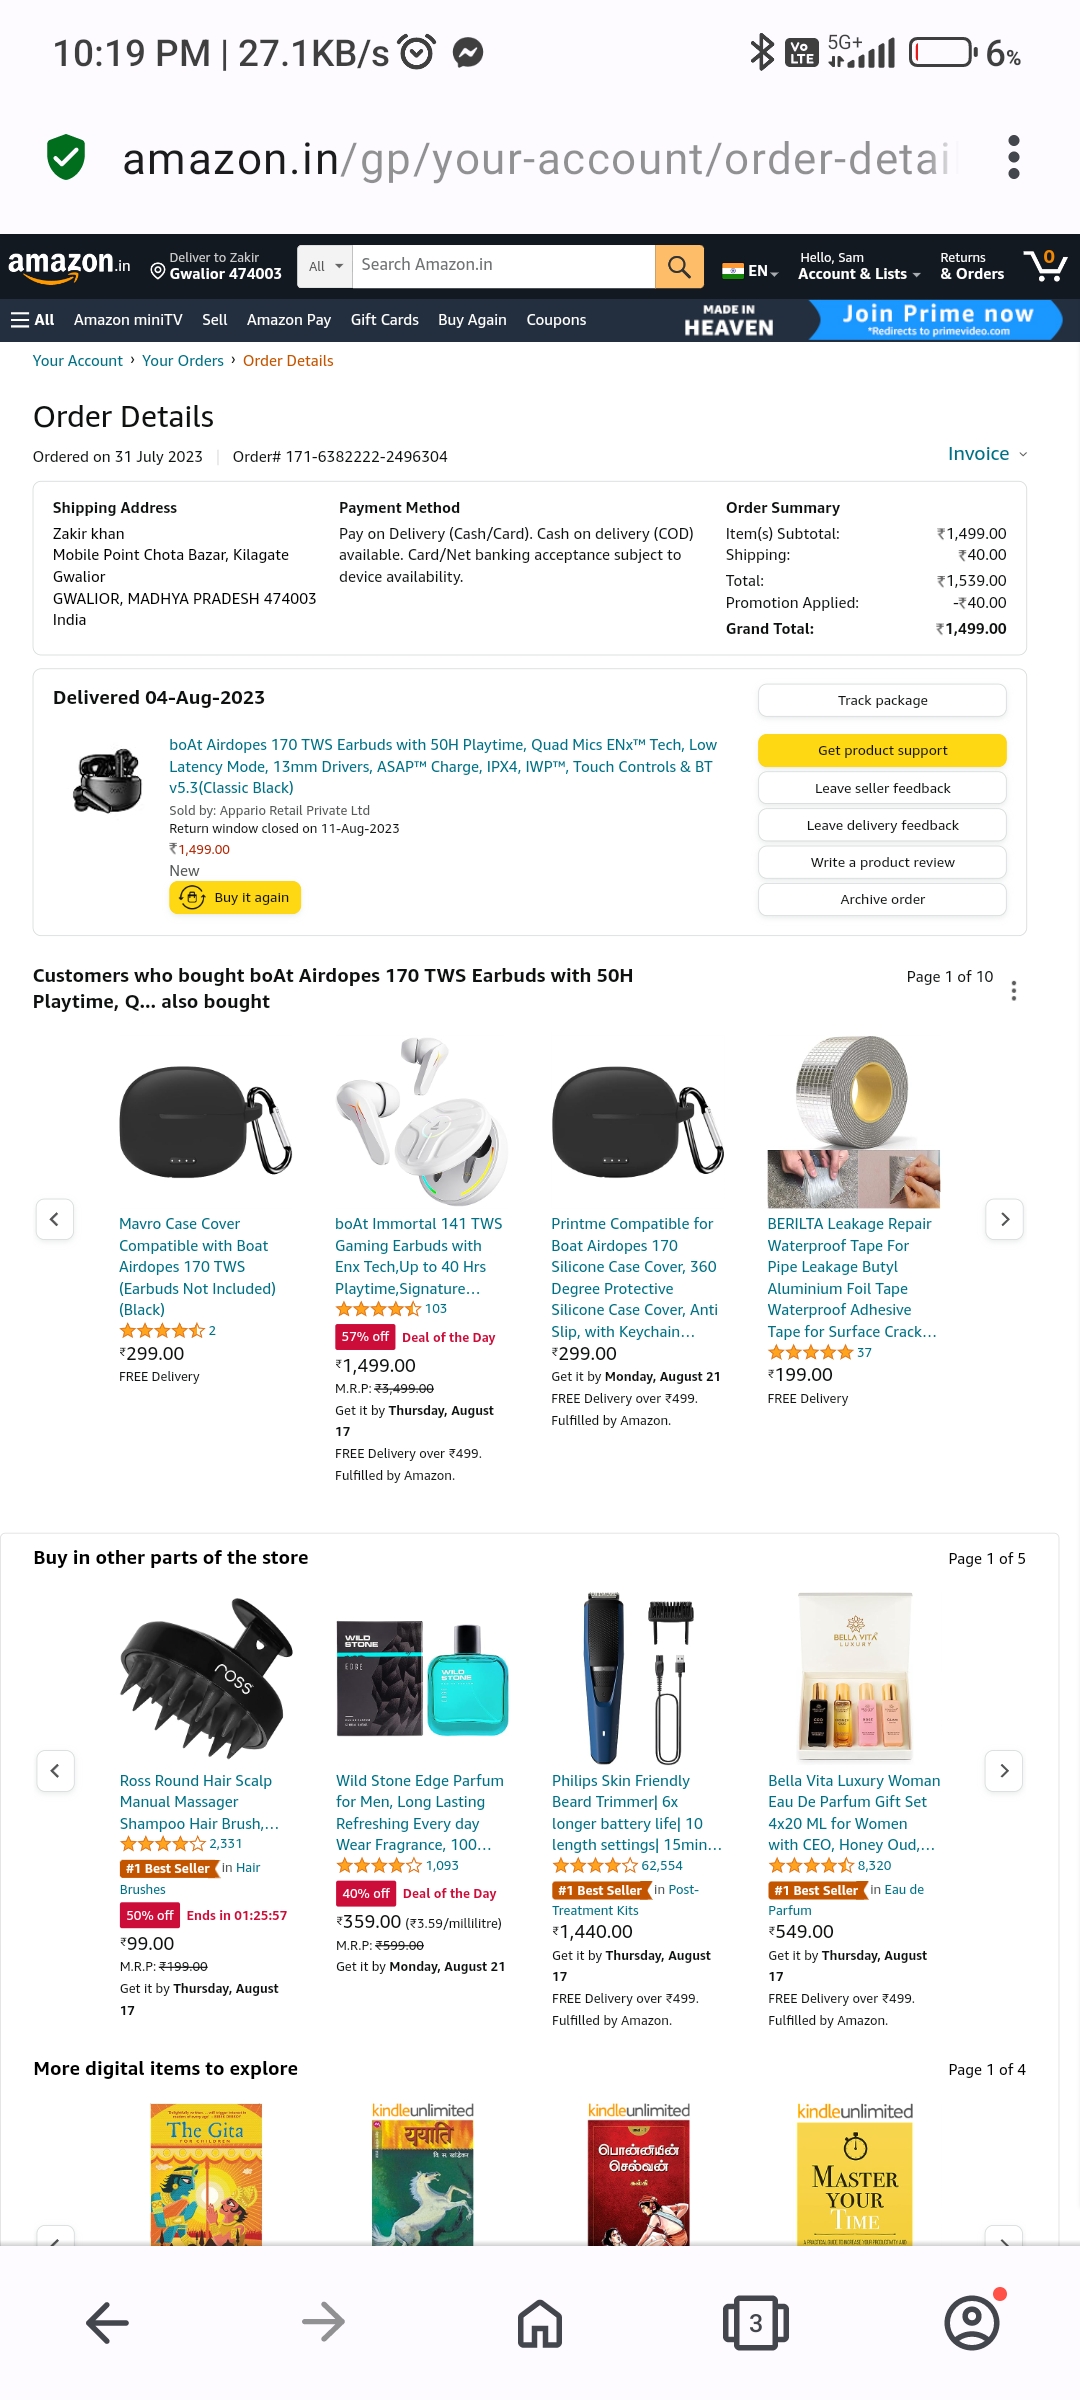 10:19 PM | 27.1KB/s
Vo LTE 5G+ 6%
amazon.in/gp/your-account/order-detai
amazon.in
Deliver to Zakir
Gwalior 474003
All
Search Amazon.in
EN
Hello, Sam
Account & Lists
Returns
& Orders
0
All Amazon miniTV Sell Amazon Pay Gift Cards Buy Again Coupons
MADE IN
HEAVEN
Join Prime now
*Redirects to primevideo.com
Your Account › Your Orders › Order Details
Order Details
Ordered on 31 July 2023 | Order# 171-6382222-2496304
Invoice
Shipping Address
Zakir khan
Mobile Point Chota Bazar, Kilagate
Gwalior
GWALIOR, MADHYA PRADESH 474003
India
Payment Method
Pay on Delivery (Cash/Card). Cash on delivery (COD)
available. Card/Net banking acceptance subject to
device availability.
Order Summary
Item(s) Subtotal: ₹1,499.00
Shipping: ₹40.00
Total: ₹1,539.00
Promotion Applied: -₹40.00
Grand Total: ₹1,499.00
Delivered 04-Aug-2023
boAt Airdopes 170 TWS Earbuds with 50H Playtime, Quad Mics ENx™ Tech, Low
Latency Mode, 13mm Drivers, ASAP™ Charge, IPX4, IWP™, Touch Controls & BT
v5.3(Classic Black)
Sold by: Appario Retail Private Ltd
Return window closed on 11-Aug-2023
₹1,499.00
New
Buy it again
Track package
Get product support
Leave seller feedback
Leave delivery feedback
Write a product review
Archive order
Customers who bought boAt Airdopes 170 TWS Earbuds with 50H
Playtime, Q... also bought
Page 1 of 10
Mavro Case Cover
Compatible with Boat
Airdopes 170 TWS
(Earbuds Not Included)
(Black)
2
₹299.00
FREE Delivery
boAt Immortal 141 TWS
Gaming Earbuds with
Enx Tech,Up to 40 Hrs
Playtime,Signature...
103
57% off Deal of the Day
₹1,499.00
M.R.P: ₹3,499.00
Get it by Thursday, August
17
FREE Delivery over ₹499.
Fulfilled by Amazon.
Printme Compatible for
Boat Airdopes 170
Silicone Case Cover, 360
Degree Protective
Silicone Case Cover, Anti
Slip, with Keychain...
₹299.00
Get it by Monday, August 21
FREE Delivery over ₹499.
Fulfilled by Amazon.
BERILTA Leakage Repair
Waterproof Tape For
Pipe Leakage Butyl
Aluminium Foil Tape
Waterproof Adhesive
Tape for Surface Crack...
37
₹199.00
FREE Delivery
Buy in other parts of the store
Page 1 of 5
ross
Ross Round Hair Scalp
Manual Massager
Shampoo Hair Brush,...
2,331
#1 Best Seller in Hair
Brushes
50% off Ends in 01:25:57
₹99.00
M.R.P: ₹199.00
Get it by Thursday, August
17
WILD
STONE
EDGE
WILD
STONE
Wild Stone Edge Parfum
for Men, Long Lasting
Refreshing Every day
Wear Fragrance, 100...
1,093
40% off Deal of the Day
₹359.00 (₹3.59/millilitre)
M.R.P: ₹599.00
Get it by Monday, August 21
Philips Skin Friendly
Beard Trimmer| 6x
longer battery life| 10
length settings| 15min...
62,554
#1 Best Seller in Post-
Treatment Kits
₹1,440.00
Get it by Thursday, August
17
FREE Delivery over ₹499.
Fulfilled by Amazon.
BELLA VITA
LUXURY
Bella Vita Luxury Woman
Eau De Parfum Gift Set
4x20 ML for Women
with CEO, Honey Oud,...
8,320
#1 Best Seller in Eau de
Parfum
₹549.00
Get it by Thursday, August
17
FREE Delivery over ₹499.
Fulfilled by Amazon.
More digital items to explore
Page 1 of 4
The Gita
FOR CHILDREN
kindleunlimited
ययाति
वि. स. खांडेकर
kindleunlimited
பொன்னியின்
செல்வன்
கல்கி
kindleunlimited
MASTER
YOUR
TIME
3